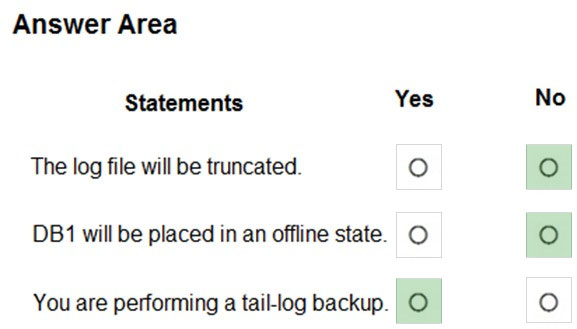 Answer Area
Statements Yes No
The log file will be truncated.
DB1 will be placed in an offline state.
You are performing a tail-log backup.